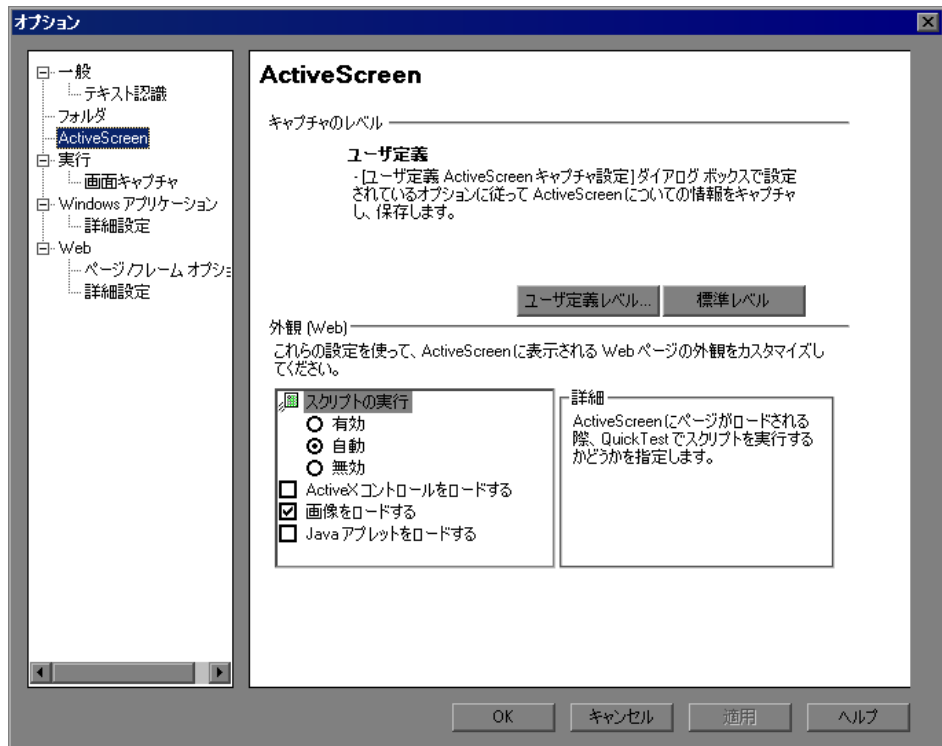 オプション
一般
テキスト認識
フォルダ
ActiveScreen
実行
画面キャプチャ
Windows アプリケーション
詳細設定
Web
ページ/フレーム オプショ
詳細設定
ActiveScreen
キャプチャのレベル
ユーザ定義
- [ユーザ定義 ActiveScreen キャプチャ設定] ダイアログ ボックスで設定
されているオプションに従って ActiveScreen についての情報をキャプチャ
し、保存します。
ユーザ定義レベル...
標準レベル
外観 (Web)
これらの設定を使って、ActiveScreen に表示される Web ページの外観をカスタマイズし
てください。
スクリプトの実行
有効
自動
無効
ActiveX コントロールをロードする
画像をロードする
Java アプレットをロードする
詳細
ActiveScreen にページがロードされる
際、QuickTest でスクリプトを実行する
かどうかを指定します。
OK
キャンセル
適用
ヘルプ